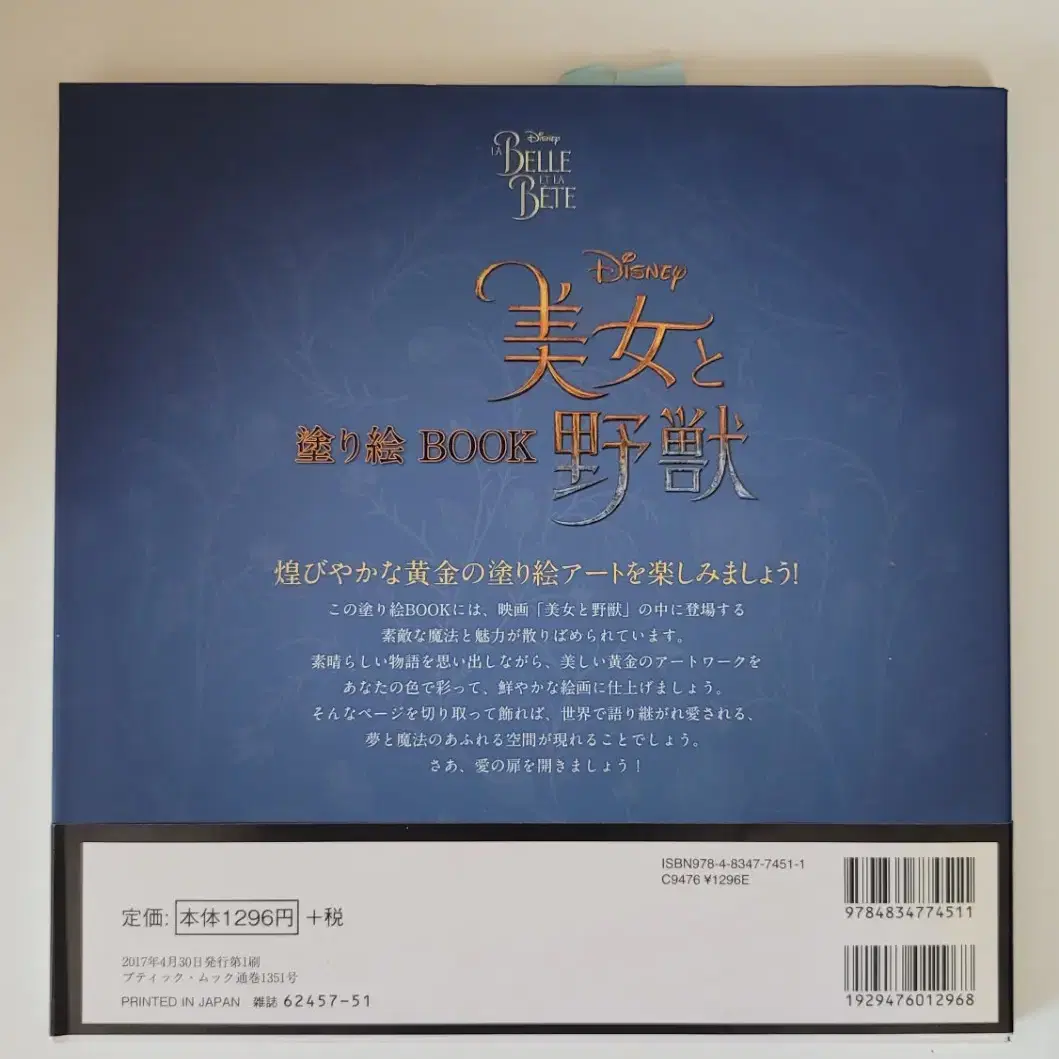 DISNEY
LA
BELLE
ET LA
BÊTE
DISNEY
美女と
塗り絵 BOOK 野獣
煌びやかな黄金の塗り絵アートを楽しみましょう!
この塗り絵BOOKには、映画「美女と野獣」の中に登場する
素敵な魔法と魅力が散りばめられています。
素晴らしい物語を思い出しながら、美しい黄金のアートワークを
あなたの色で彩って、鮮やかな絵画に仕上げましょう。
そんなページを切り取って飾れば、世界で語り継がれ愛される、
夢と魔法のあふれる空間が現れることでしょう。
さあ、愛の扉を開きましょう!
ISBN978-4-8347-7451-1
C9476 ¥1296E
9784834774511
定価: 本体1296円 +税
2017年4月30日発行第1刷
ブティック・ムック通巻1351号
PRINTED IN JAPAN 雑誌 62457-51
1929476012968